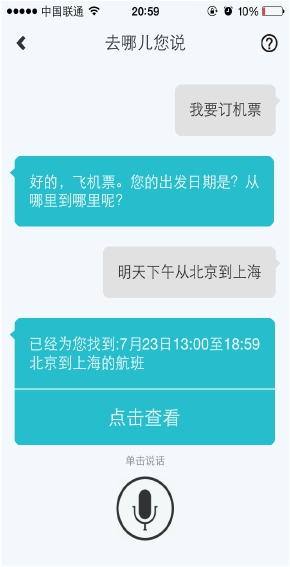 中国联通 20:59 10%
去哪儿您说
我要订机票
好的，飞机票。您的出发日期是？从
哪里到哪里呢？
明天下午从北京到上海
已经为您找到:7月23日13:00至18:59
北京到上海的航班
点击查看
单击说话